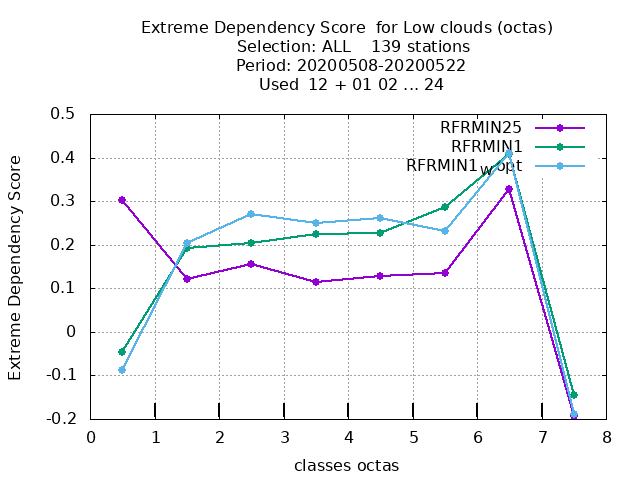 Extreme Dependency Score  for Low clouds (octas)
Selection: ALL    139 stations
Period: 20200508-20200522
Used  12 + 01 02 ... 24
0.5
0.4
0.3
0.2
0.1
0
-0.1
-0.2
Extreme Dependency Score
RFRMIN25
RFRMIN1
RFRMIN1wopt
0 1 2 3 4 5 6 7 8
classes octas